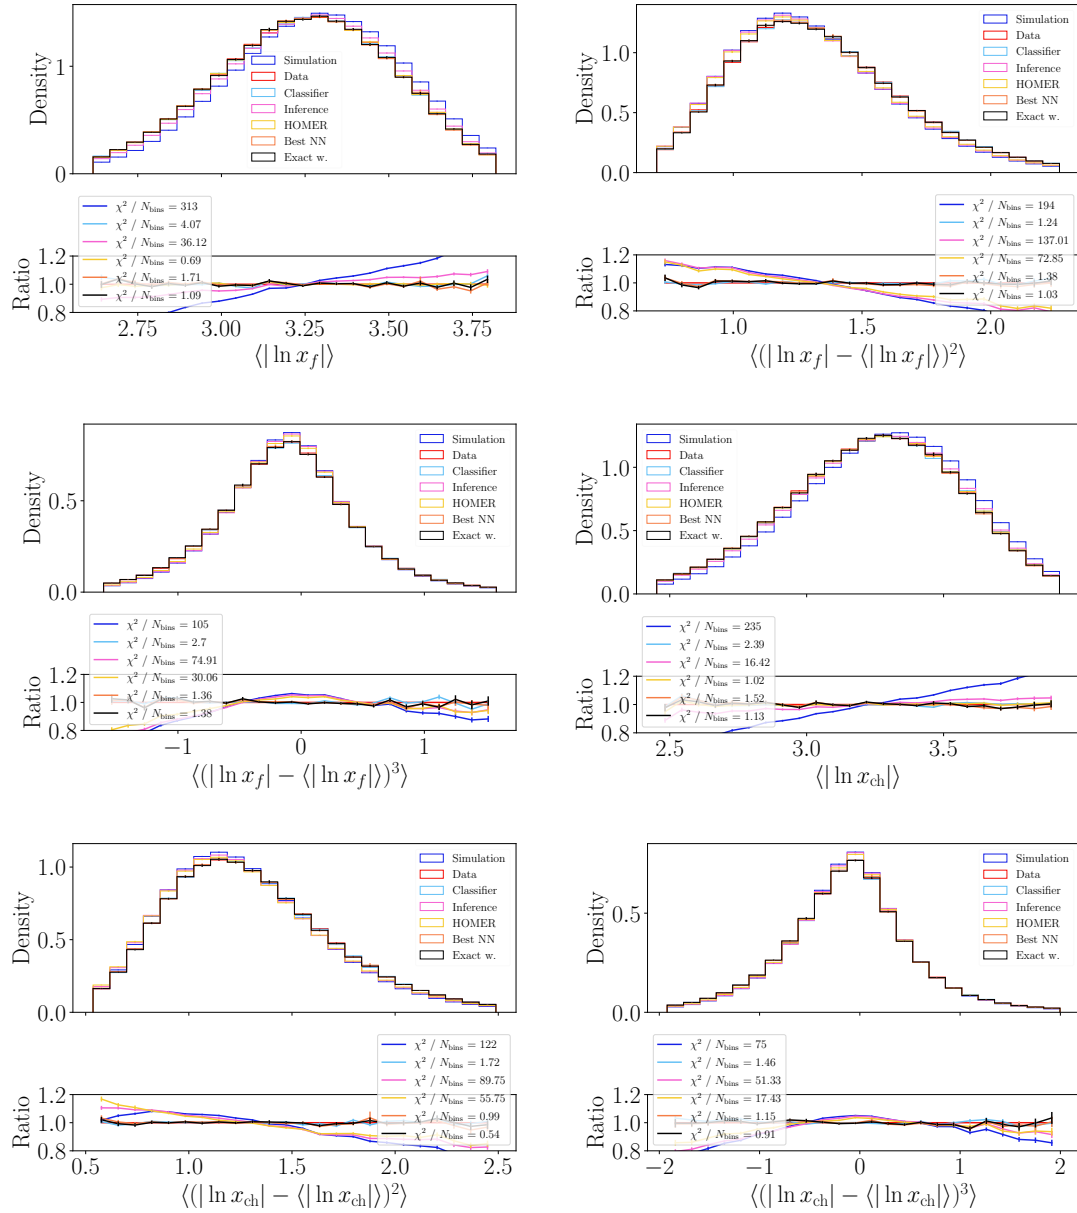 Density
1
0
Simulation
Data
Classifier
Inference
HOMER
Best NN
Exact w.
χ² / N_bins = 313
χ² / N_bins = 4.07
χ² / N_bins = 36.12
χ² / N_bins = 0.69
χ² / N_bins = 1.71
χ² / N_bins = 1.09
Ratio
1.2
1.0
0.8
2.75 3.00 3.25 3.50 3.75
⟨| ln x_f|⟩
Density
1.0
0.5
0.0
Simulation
Data
Classifier
Inference
HOMER
Best NN
Exact w.
χ² / N_bins = 194
χ² / N_bins = 1.24
χ² / N_bins = 137.01
χ² / N_bins = 72.85
χ² / N_bins = 1.38
χ² / N_bins = 1.03
Ratio
1.2
1.0
0.8
1.0 1.5 2.0
⟨(| ln x_f| − ⟨| ln x_f|⟩)²⟩
Density
0.5
0.0
Simulation
Data
Classifier
Inference
HOMER
Best NN
Exact w.
χ² / N_bins = 105
χ² / N_bins = 2.7
χ² / N_bins = 74.91
χ² / N_bins = 30.06
χ² / N_bins = 1.36
χ² / N_bins = 1.38
Ratio
1.2
1.0
0.8
−1 0 1
⟨(| ln x_f| − ⟨| ln x_f|⟩)³⟩
Density
1.0
0.5
0.0
Simulation
Data
Classifier
Inference
HOMER
Best NN
Exact w.
χ² / N_bins = 235
χ² / N_bins = 2.39
χ² / N_bins = 16.42
χ² / N_bins = 1.02
χ² / N_bins = 1.52
χ² / N_bins = 1.13
Ratio
1.2
1.0
0.8
2.5 3.0 3.5
⟨| ln x_ch|⟩
Density
1.0
0.5
0.0
Simulation
Data
Classifier
Inference
HOMER
Best NN
Exact w.
χ² / N_bins = 122
χ² / N_bins = 1.72
χ² / N_bins = 89.75
χ² / N_bins = 55.75
χ² / N_bins = 0.99
χ² / N_bins = 0.54
Ratio
1.2
1.0
0.8
0.5 1.0 1.5 2.0 2.5
⟨(| ln x_ch| − ⟨| ln x_ch|⟩)²⟩
Density
0.5
0.0
Simulation
Data
Classifier
Inference
HOMER
Best NN
Exact w.
χ² / N_bins = 75
χ² / N_bins = 1.46
χ² / N_bins = 51.33
χ² / N_bins = 17.43
χ² / N_bins = 1.15
χ² / N_bins = 0.91
Ratio
1.2
1.0
0.8
−2 −1 0 1 2
⟨(| ln x_ch| − ⟨| ln x_ch|⟩)³⟩